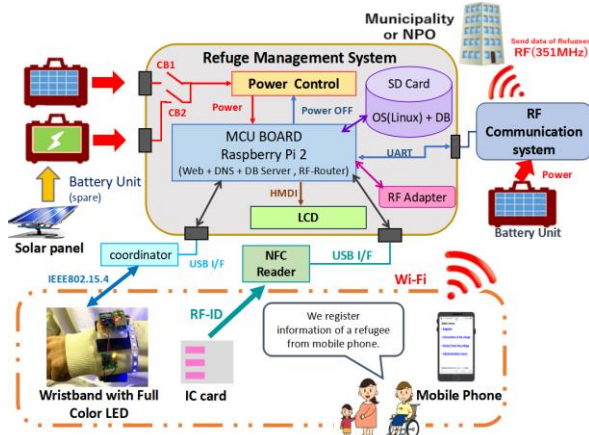 Municipality
or NPO
Send data of Refugees
RF(351MHz)
Refuge Management System
CB1
CB2
Power Control
Power
Power OFF
SD Card
OS(Linux) + DB
MCU BOARD
Raspberry Pi 2
(Web + DNS + DB Server , RF-Router)
UART
RF
Communication
system
Power
HMDI
LCD
RF Adapter
Battery Unit
(spare)
Solar panel
Battery Unit
coordinator
USB I/F
NFC
Reader
USB I/F
Wi-Fi
IEEE802.15.4
RF-ID
We register
information of a refugee
from mobile phone.
Wristband with Full
Color LED
IC card
Mobile Phone